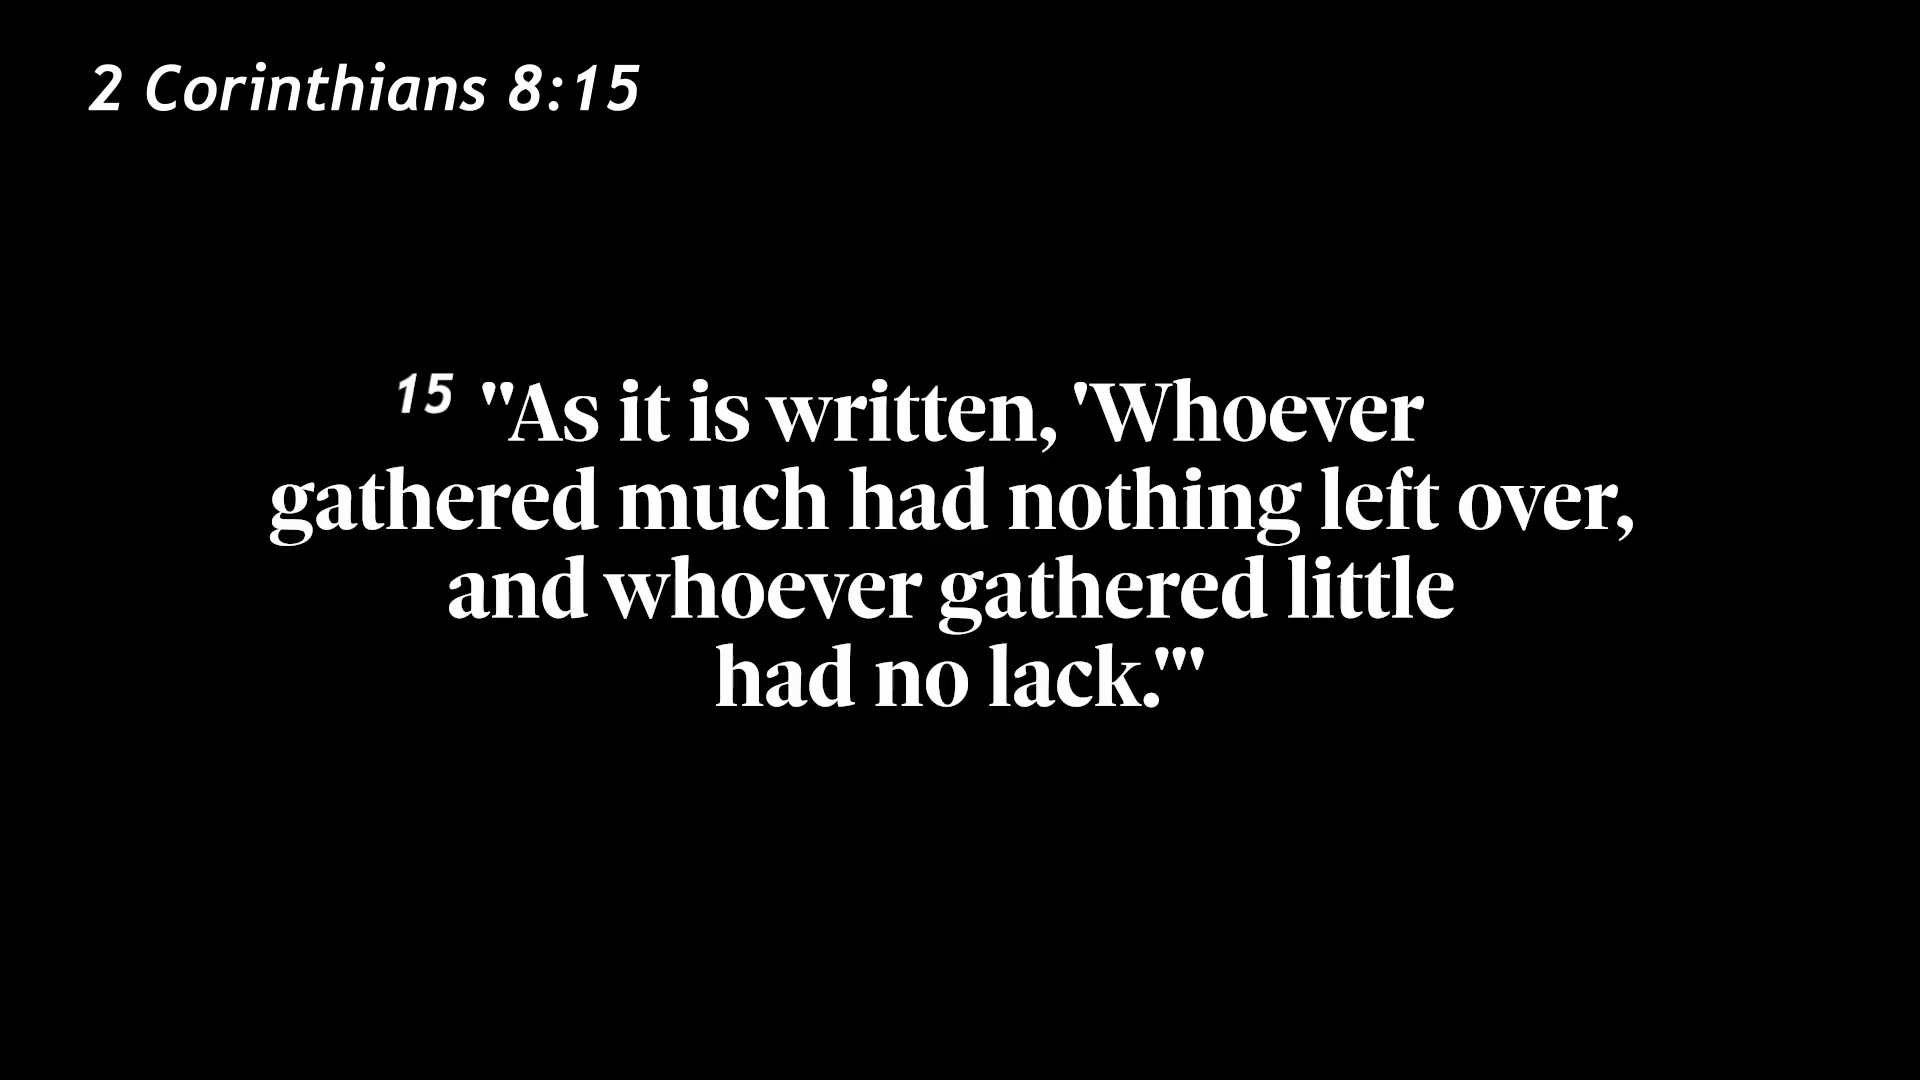 2 Corinthians 8:15
15 "As it is written, 'Whoever
gathered much had nothing left over,
and whoever gathered little
had no lack.'"